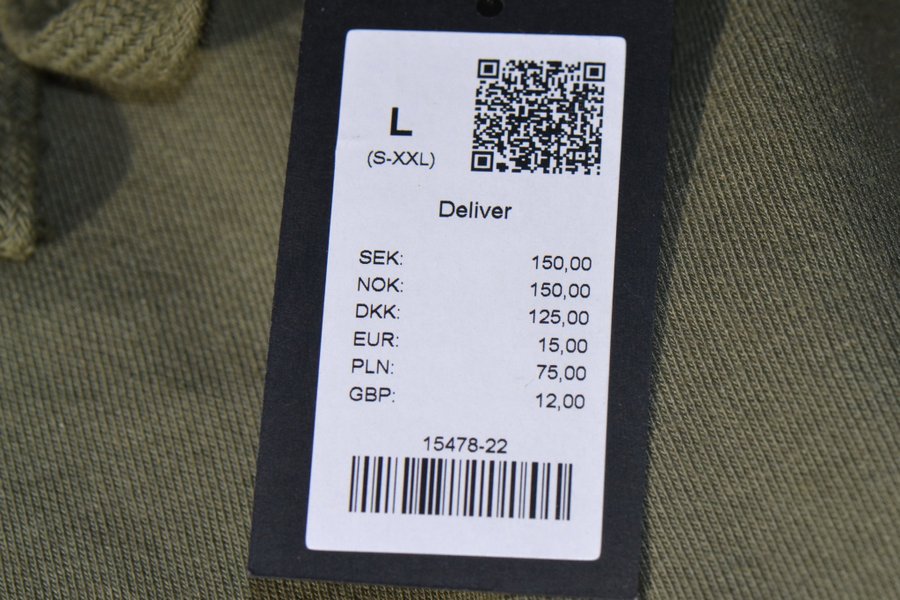 L
(S-XXL)
Deliver
SEK: 150,00
NOK: 150,00
DKK: 125,00
EUR: 15,00
PLN: 75,00
GBP: 12,00
15478-22